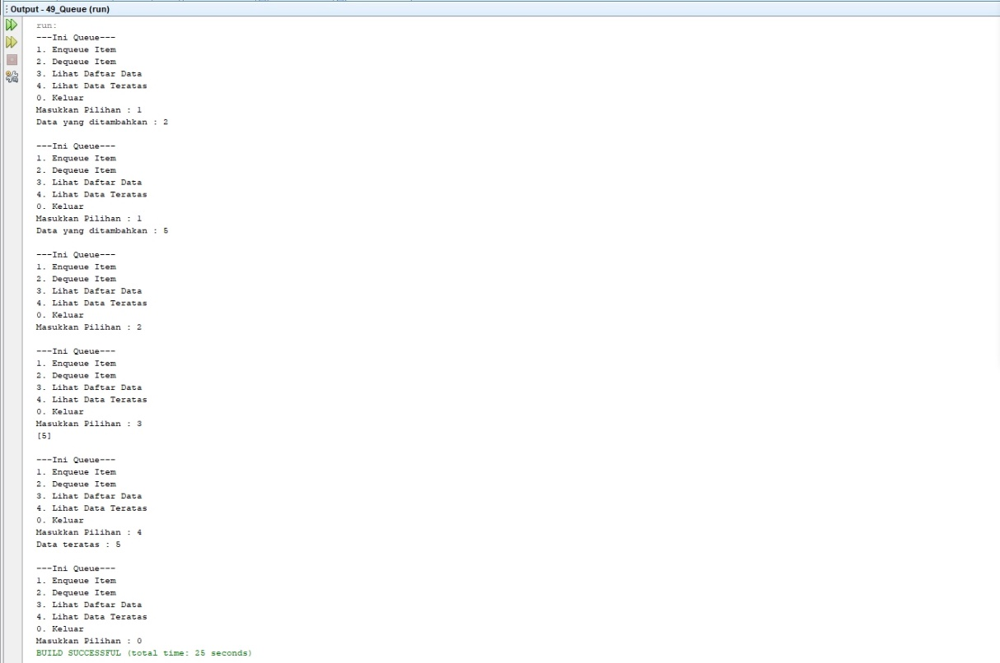 Output - 49_Queue (run)
run:
---Ini Queue---
1. Enqueue Item
2. Dequeue Item
3. Lihat Daftar Data
4. Lihat Data Teratas
0. Keluar
Masukkan Pilihan : 1
Data yang ditambahkan : 2
---Ini Queue---
1. Enqueue Item
2. Dequeue Item
3. Lihat Daftar Data
4. Lihat Data Teratas
0. Keluar
Masukkan Pilihan : 1
Data yang ditambahkan : 5
---Ini Queue---
1. Enqueue Item
2. Dequeue Item
3. Lihat Daftar Data
4. Lihat Data Teratas
0. Keluar
Masukkan Pilihan : 2
---Ini Queue---
1. Enqueue Item
2. Dequeue Item
3. Lihat Daftar Data
4. Lihat Data Teratas
0. Keluar
Masukkan Pilihan : 3
[5]
---Ini Queue---
1. Enqueue Item
2. Dequeue Item
3. Lihat Daftar Data
4. Lihat Data Teratas
0. Keluar
Masukkan Pilihan : 4
Data teratas : 5
---Ini Queue---
1. Enqueue Item
2. Dequeue Item
3. Lihat Daftar Data
4. Lihat Data Teratas
0. Keluar
Masukkan Pilihan : 0
BUILD SUCCESSFUL (total time: 25 seconds)